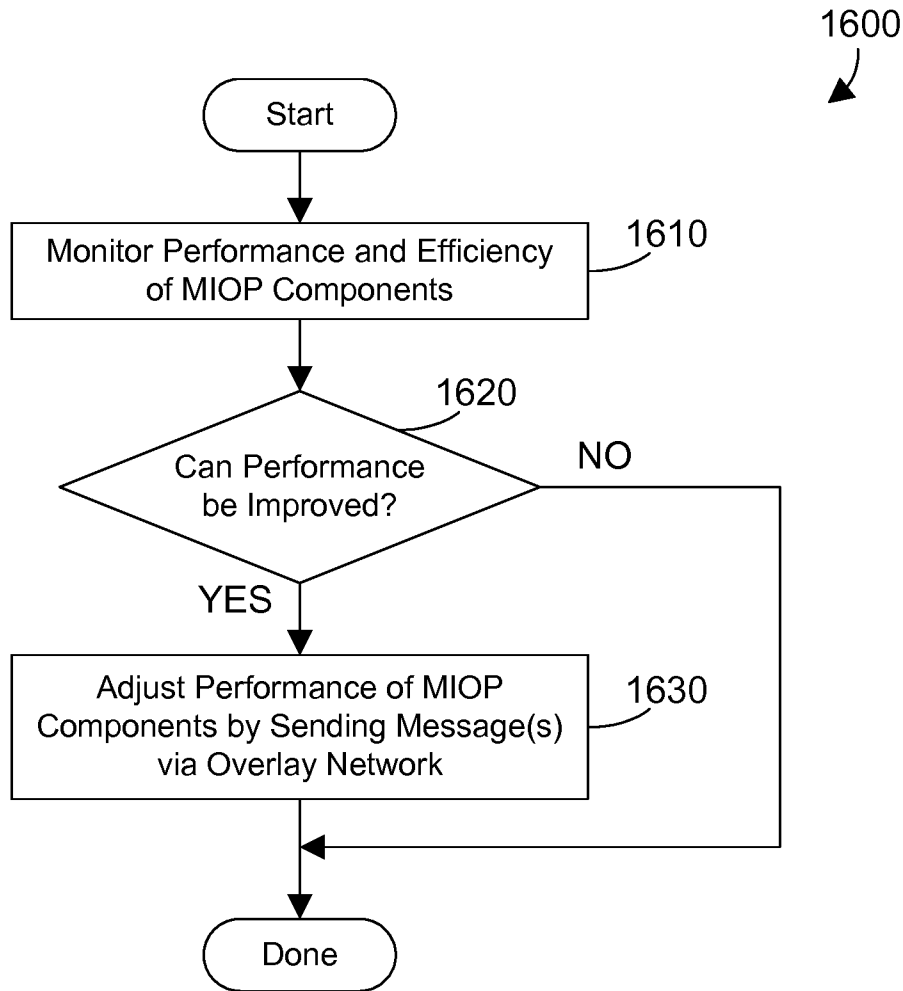 1600
Start
Monitor Performance and Efficiency
of MIOP Components
1610
1620
Can Performance
be Improved?
NO
YES
Adjust Performance of MIOP
Components by Sending Message(s)
via Overlay Network
1630
Done